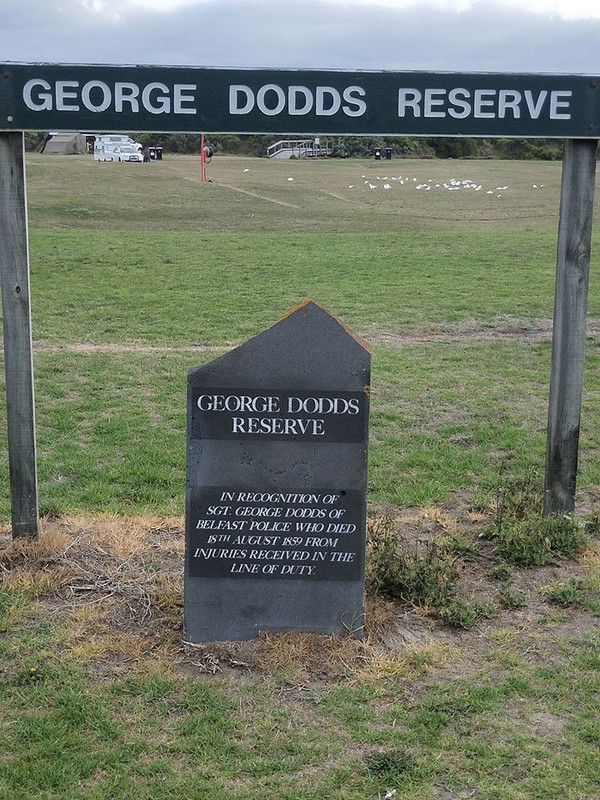 GEORGE DODDS RESERVE
GEORGE DODDS
RESERVE
IN RECOGNITION OF
SGT. GEORGE DODDS OF
BELFAST POLICE WHO DIED
18TH AUGUST 1859 FROM
INJURIES RECEIVED IN THE
LINE OF DUTY.